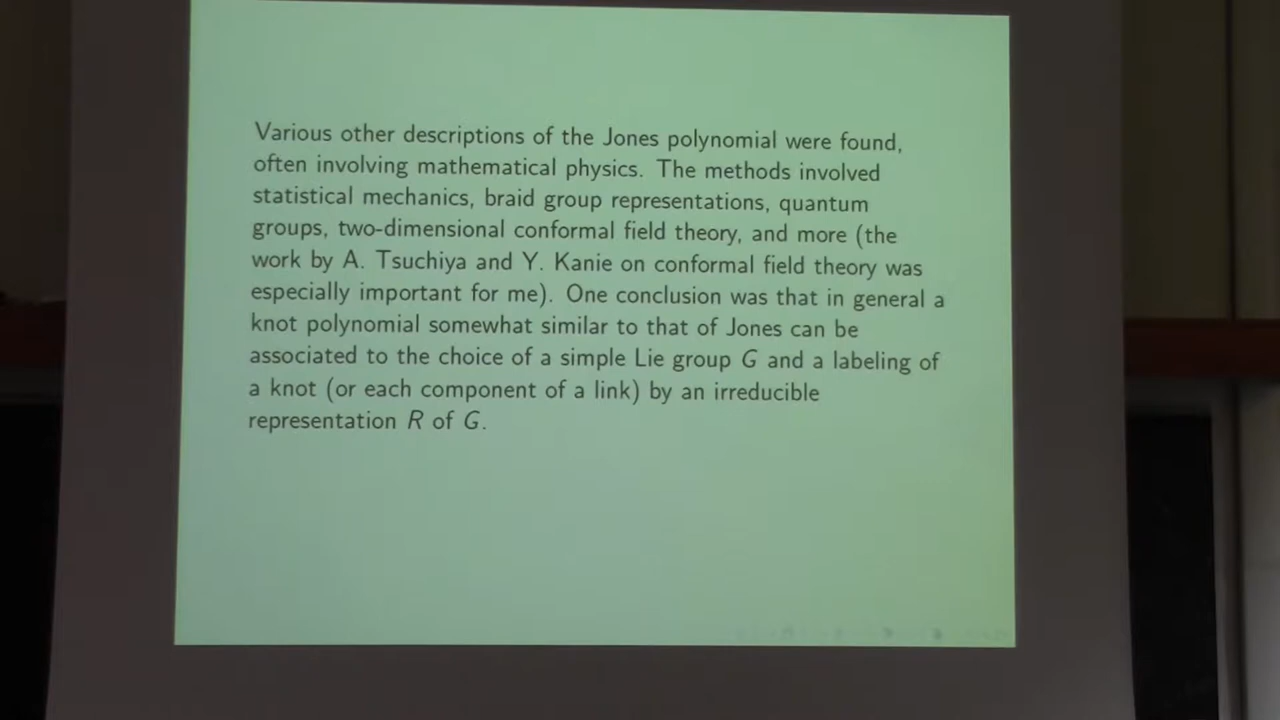 Various other descriptions of the Jones polynomial were found,
often involving mathematical physics. The methods involved
statistical mechanics, braid group representations, quantum
groups, two-dimensional conformal field theory, and more (the
work by A. Tsuchiya and Y. Kanie on conformal field theory was
especially important for me). One conclusion was that in general a
knot polynomial somewhat similar to that of Jones can be
associated to the choice of a simple Lie group G and a labeling of
a knot (or each component of a link) by an irreducible
representation R of G.